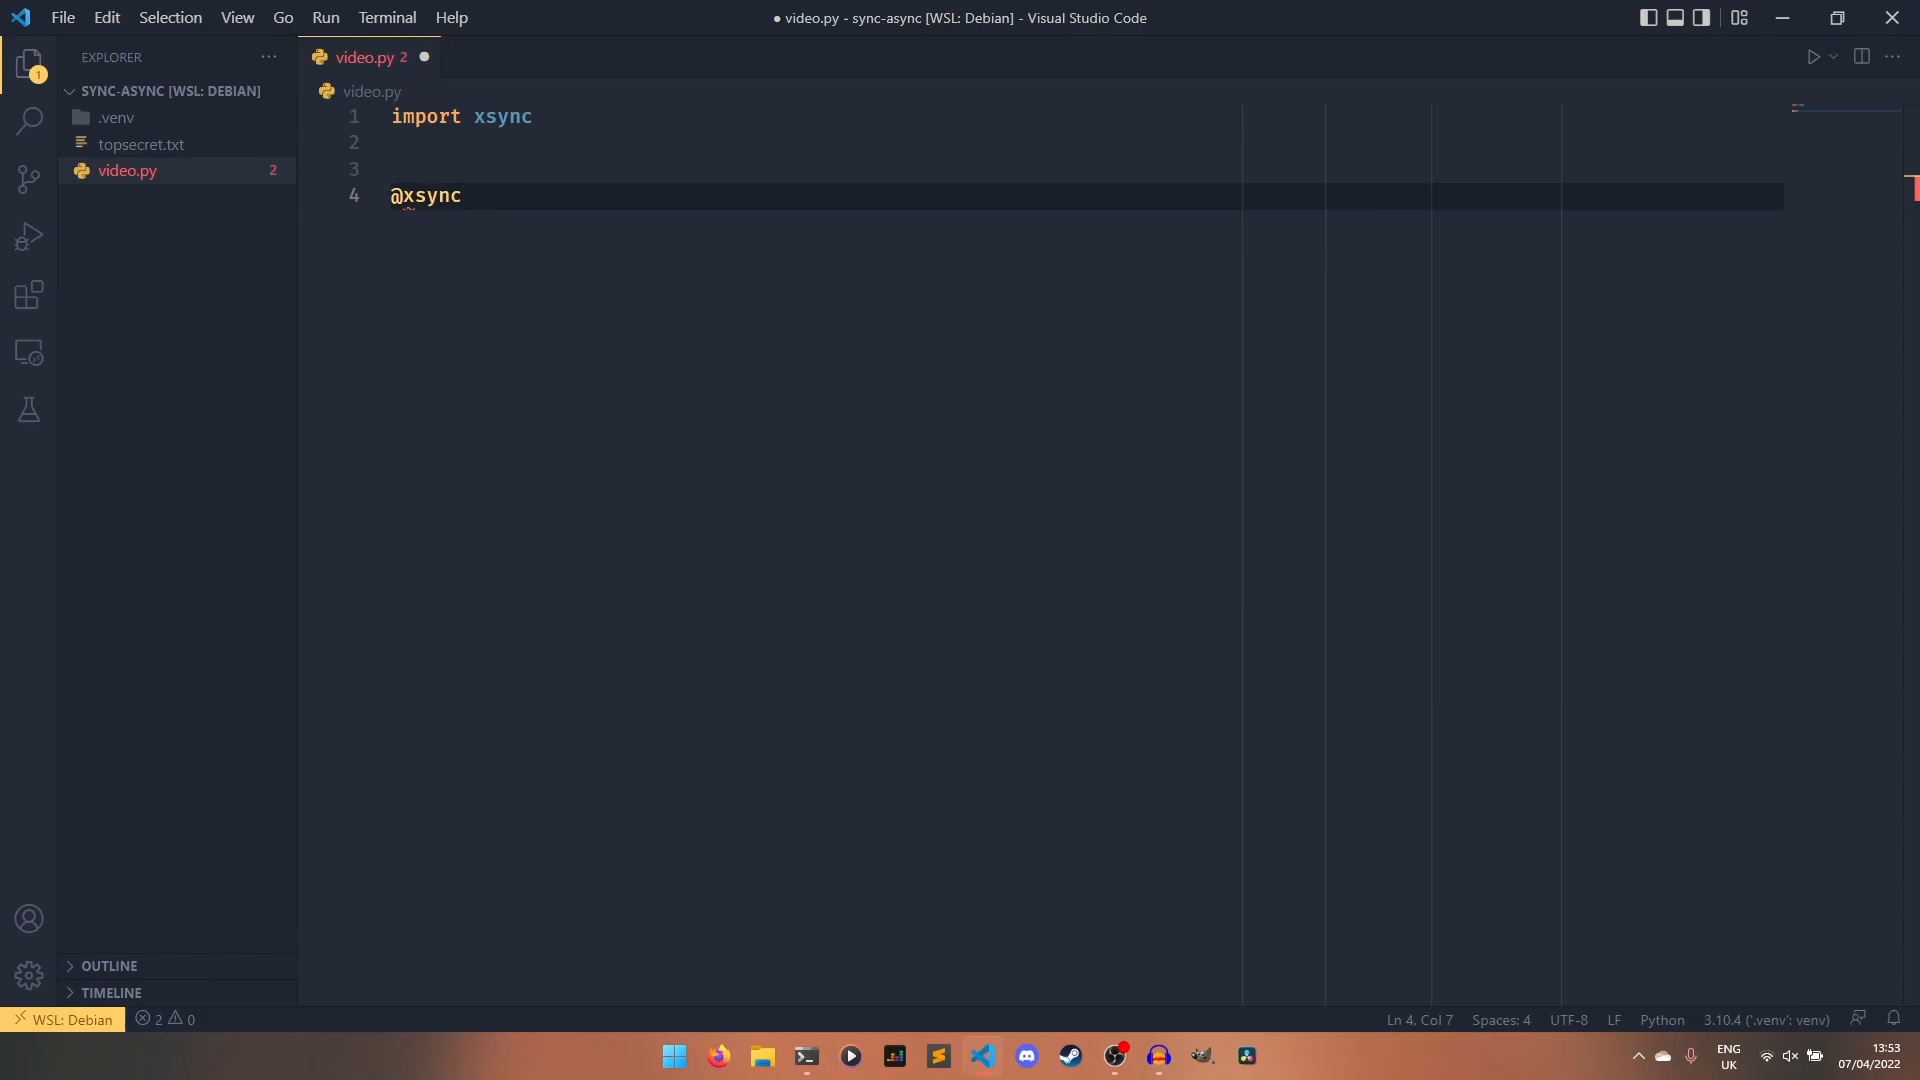 File Edit Selection View Go Run Terminal Help
● video.py - sync-async [WSL: Debian] - Visual Studio Code
EXPLORER
video.py 2
1
SYNC-ASYNC [WSL: DEBIAN]
video.py
.venv
topsecret.txt
video.py 2
1 import xsync
2
3
4 @xsync
OUTLINE
TIMELINE
WSL: Debian 2 0
Ln 4, Col 7 Spaces: 4 UTF-8 LF Python 3.10.4 ('.venv': venv)
ENG
UK
13:53
07/04/2022